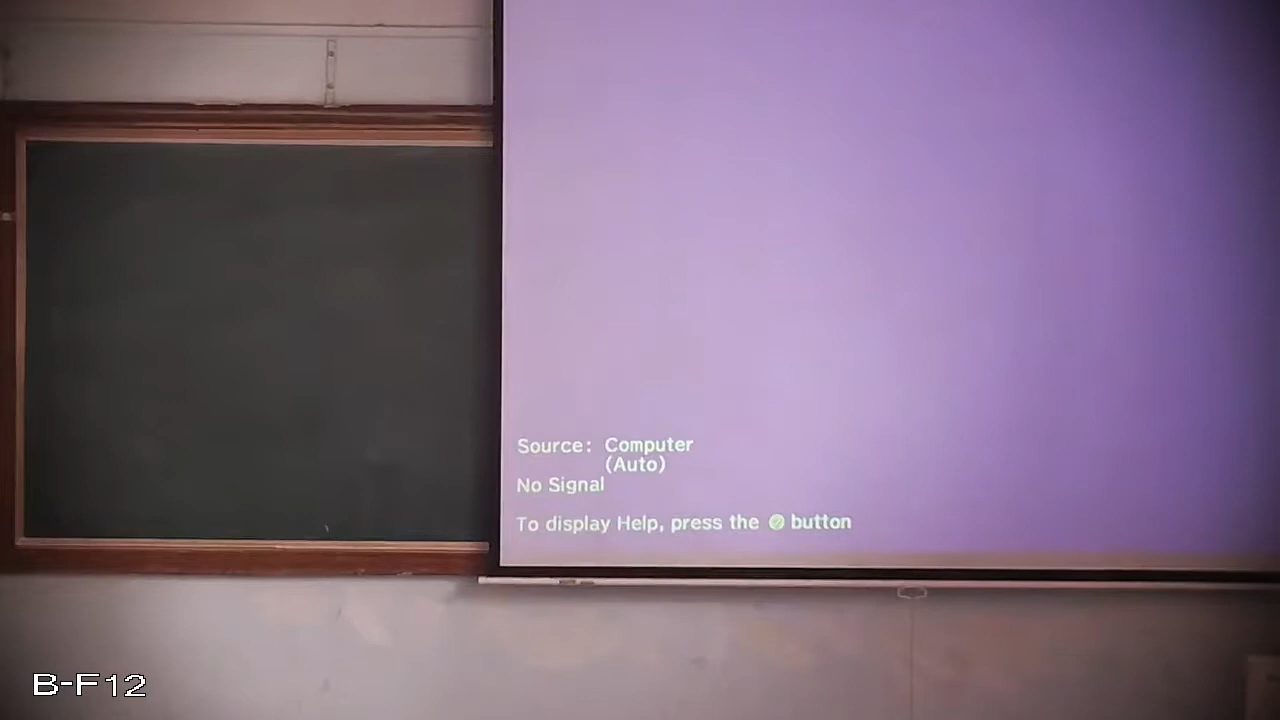 Source: Computer
(Auto)
No Signal
To display Help, press the button
B-F12